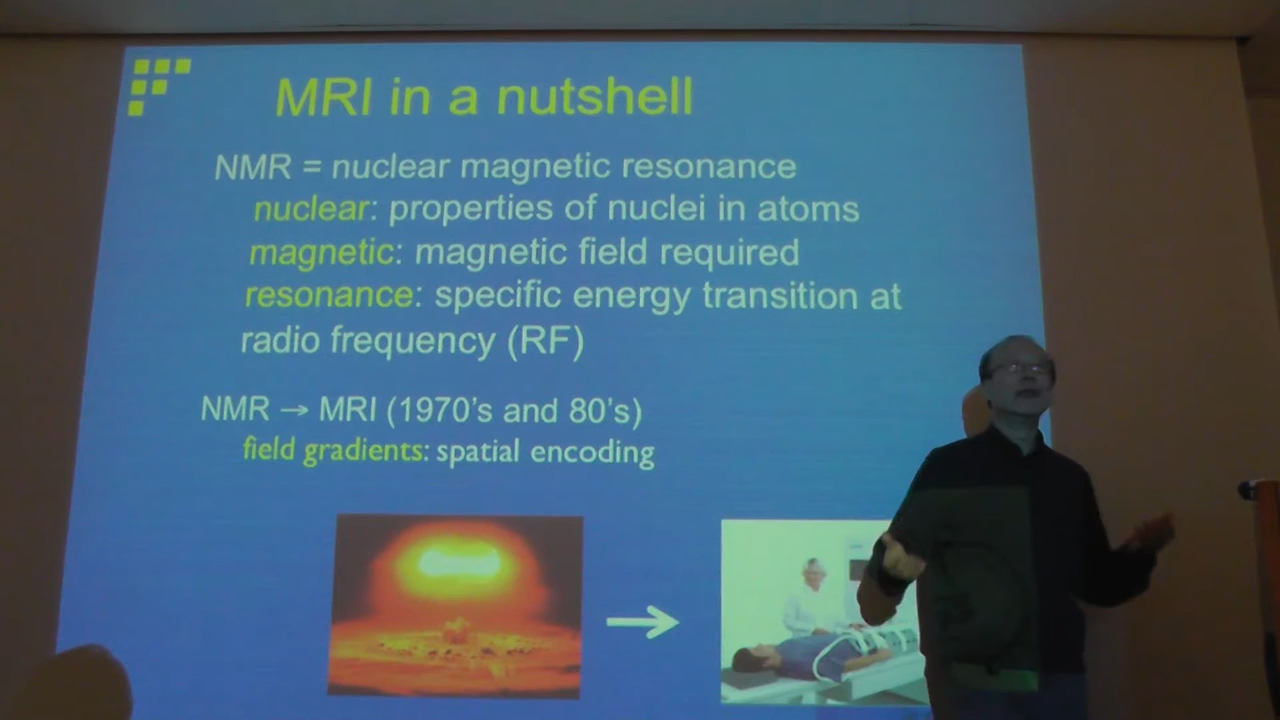 MRI in a nutshell
NMR = nuclear magnetic resonance
nuclear: properties of nuclei in atoms
magnetic: magnetic field required
resonance: specific energy transition at
radio frequency (RF)
NMR → MRI (1970's and 80's)
field gradients: spatial encoding